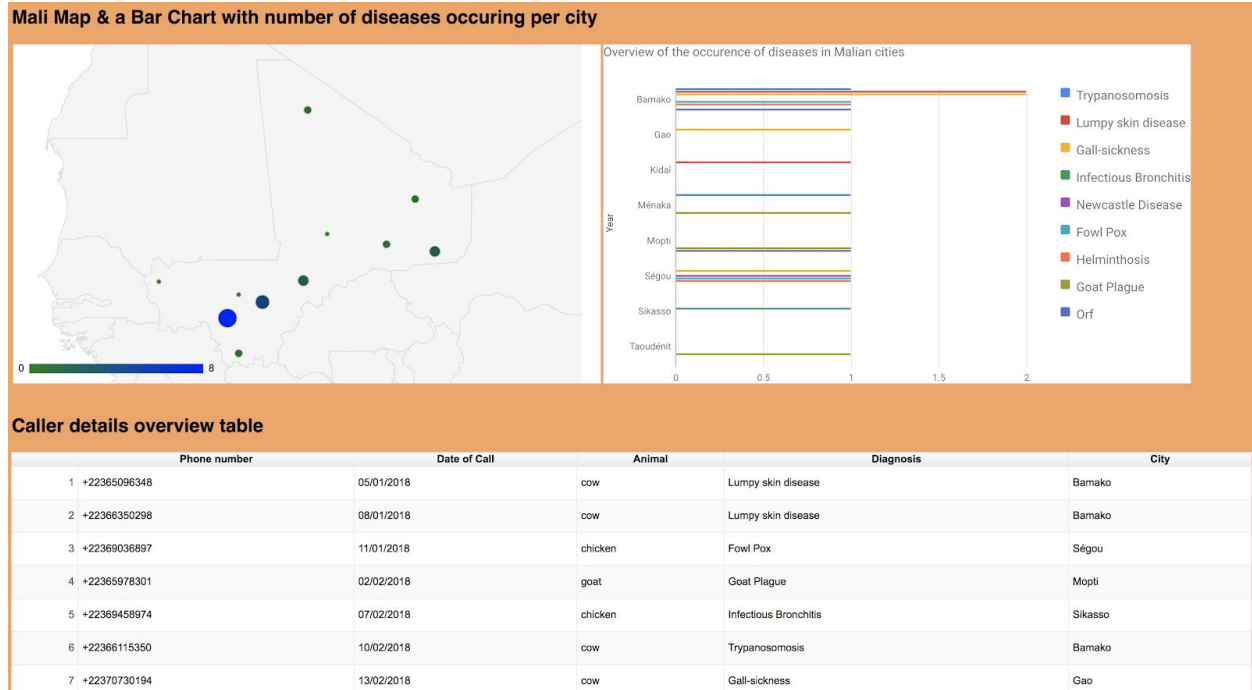 Mali Map & a Bar Chart with number of diseases occuring per city
0
8
Overview of the occurence of diseases in Malian cities
Year
Bamako
Gao
Kidal
Ménaka
Mopti
Ségou
Sikasso
Taoudénit
0 0.5 1 1.5 2
Trypanosomosis
Lumpy skin disease
Gall-sickness
Infectious Bronchitis
Newcastle Disease
Fowl Pox
Helminthosis
Goat Plague
Orf
Caller details overview table
Phone number Date of Call Animal Diagnosis City
1 +22365096348 05/01/2018 cow Lumpy skin disease Bamako
2 +22366350298 08/01/2018 cow Lumpy skin disease Bamako
3 +22369036897 11/01/2018 chicken Fowl Pox Ségou
4 +22365978301 02/02/2018 goat Goat Plague Mopti
5 +22369458974 07/02/2018 chicken Infectious Bronchitis Sikasso
6 +22366115350 10/02/2018 cow Trypanosomosis Bamako
7 +22370730194 13/02/2018 cow Gall-sickness Gao